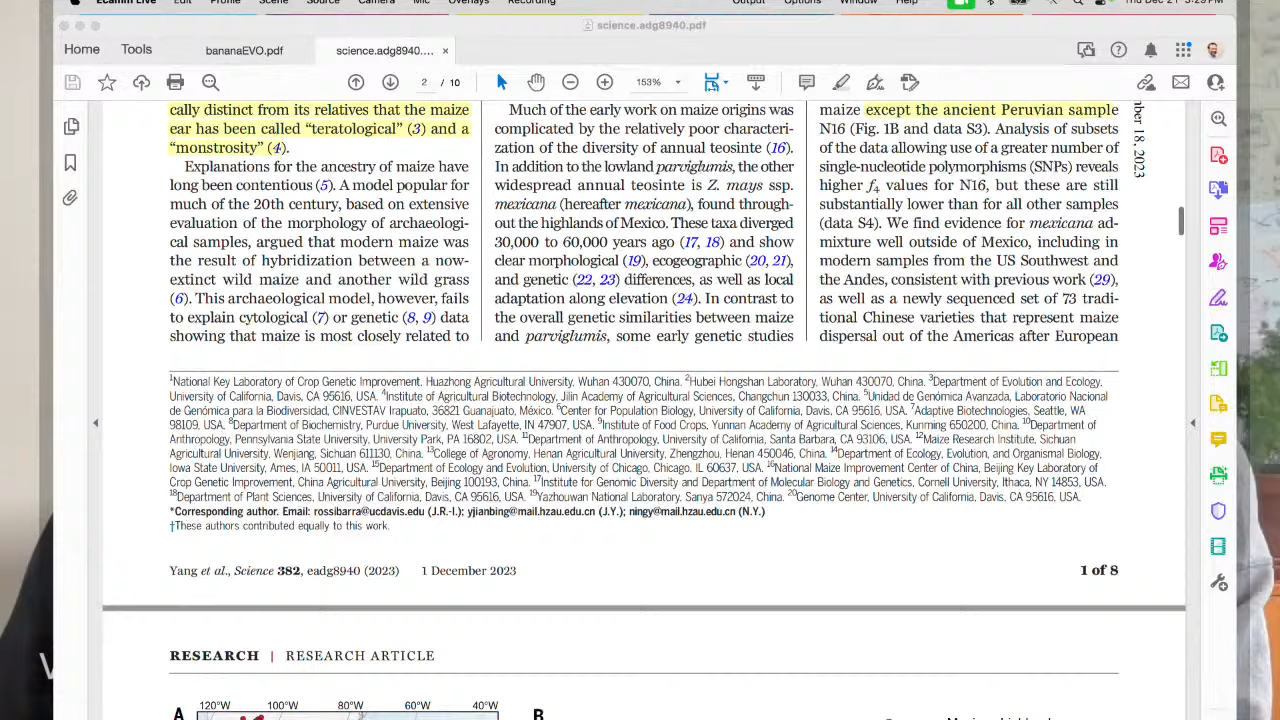 Ecamm Live Edit View Profile Scene Source Camera Mic Overlays Recording Output Options Window Help Thu Dec 21 3:29 PM
science.adg8940.pdf
Home Tools bananaEVO.pdf science.adg8940.... ×
2 / 10 153%
cally distinct from its relatives that the maize
ear has been called “teratological” (3) and a
“monstrosity” (4).
Explanations for the ancestry of maize have
long been contentious (5). A model popular for
much of the 20th century, based on extensive
evaluation of the morphology of archaeologi-
cal samples, argued that modern maize was
the result of hybridization between a now-
extinct wild maize and another wild grass
(6). This archaeological model, however, fails
to explain cytological (7) or genetic (8, 9) data
showing that maize is most closely related to
Much of the early work on maize origins was
complicated by the relatively poor characteri-
zation of the diversity of annual teosinte (16).
In addition to the lowland parviglumis, the other
widespread annual teosinte is Z. mays ssp.
mexicana (hereafter mexicana), found through-
out the highlands of Mexico. These taxa diverged
30,000 to 60,000 years ago (17, 18) and show
clear morphological (19), ecogeographic (20, 21),
and genetic (22, 23) differences, as well as local
adaptation along elevation (24). In contrast to
the overall genetic similarities between maize
and parviglumis, some early genetic studies
maize except the ancient Peruvian sample
N16 (Fig. 1B and data S3). Analysis of subsets
of the data allowing use of a greater number of
single-nucleotide polymorphisms (SNPs) reveals
higher f4 values for N16, but these are still
substantially lower than for all other samples
(data S4). We find evidence for mexicana ad-
mixture well outside of Mexico, including in
modern samples from the US Southwest and
the Andes, consistent with previous work (29),
as well as a newly sequenced set of 73 tradi-
tional Chinese varieties that represent maize
dispersal out of the Americas after European
mber 18, 2023
1National Key Laboratory of Crop Genetic Improvement, Huazhong Agricultural University, Wuhan 430070, China. 2Hubei Hongshan Laboratory, Wuhan 430070, China. 3Department of Evolution and Ecology,
University of California, Davis, CA 95616, USA. 4Institute of Agricultural Biotechnology, Jilin Academy of Agricultural Sciences, Changchun 130033, China. 5Unidad de Genómica Avanzada, Laboratorio Nacional
de Genómica para la Biodiversidad, CINVESTAV Irapuato, 36821 Guanajuato, México. 6Center for Population Biology, University of California, Davis, CA 95616, USA. 7Adaptive Biotechnologies, Seattle, WA
98109, USA. 8Department of Biochemistry, Purdue University, West Lafayette, IN 47907, USA. 9Institute of Food Crops, Yunnan Academy of Agricultural Sciences, Kunming 650200, China. 10Department of
Anthropology, Pennsylvania State University, University Park, PA 16802, USA. 11Department of Anthropology, University of California, Santa Barbara, CA 93106, USA. 12Maize Research Institute, Sichuan
Agricultural University, Wenjiang, Sichuan 611130, China. 13College of Agronomy, Henan Agricultural University, Zhengzhou, Henan 450046, China. 14Department of Ecology, Evolution, and Organismal Biology,
Iowa State University, Ames, IA 50011, USA. 15Department of Ecology and Evolution, University of Chicago, Chicago, IL 60637, USA. 16National Maize Improvement Center of China, Beijing Key Laboratory of
Crop Genetic Improvement, China Agricultural University, Beijing 100193, China. 17Institute for Genomic Diversity and Department of Molecular Biology and Genetics, Cornell University, Ithaca, NY 14853, USA.
18Department of Plant Sciences, University of California, Davis, CA 95616, USA. 19Yazhouwan National Laboratory, Sanya 572024, China. 20Genome Center, University of California, Davis, CA 95616, USA.
*Corresponding author. Email: rossibarra@ucdavis.edu (J.R.-I.); yjianbing@mail.hzau.edu.cn (J.Y.); ningy@mail.hzau.edu.cn (N.Y.)
†These authors contributed equally to this work.
Yang et al., Science 382, eadg8940 (2023) 1 December 2023 1 of 8
RESEARCH | RESEARCH ARTICLE
A 120°W 100°W 80°W 60°W 40°W B